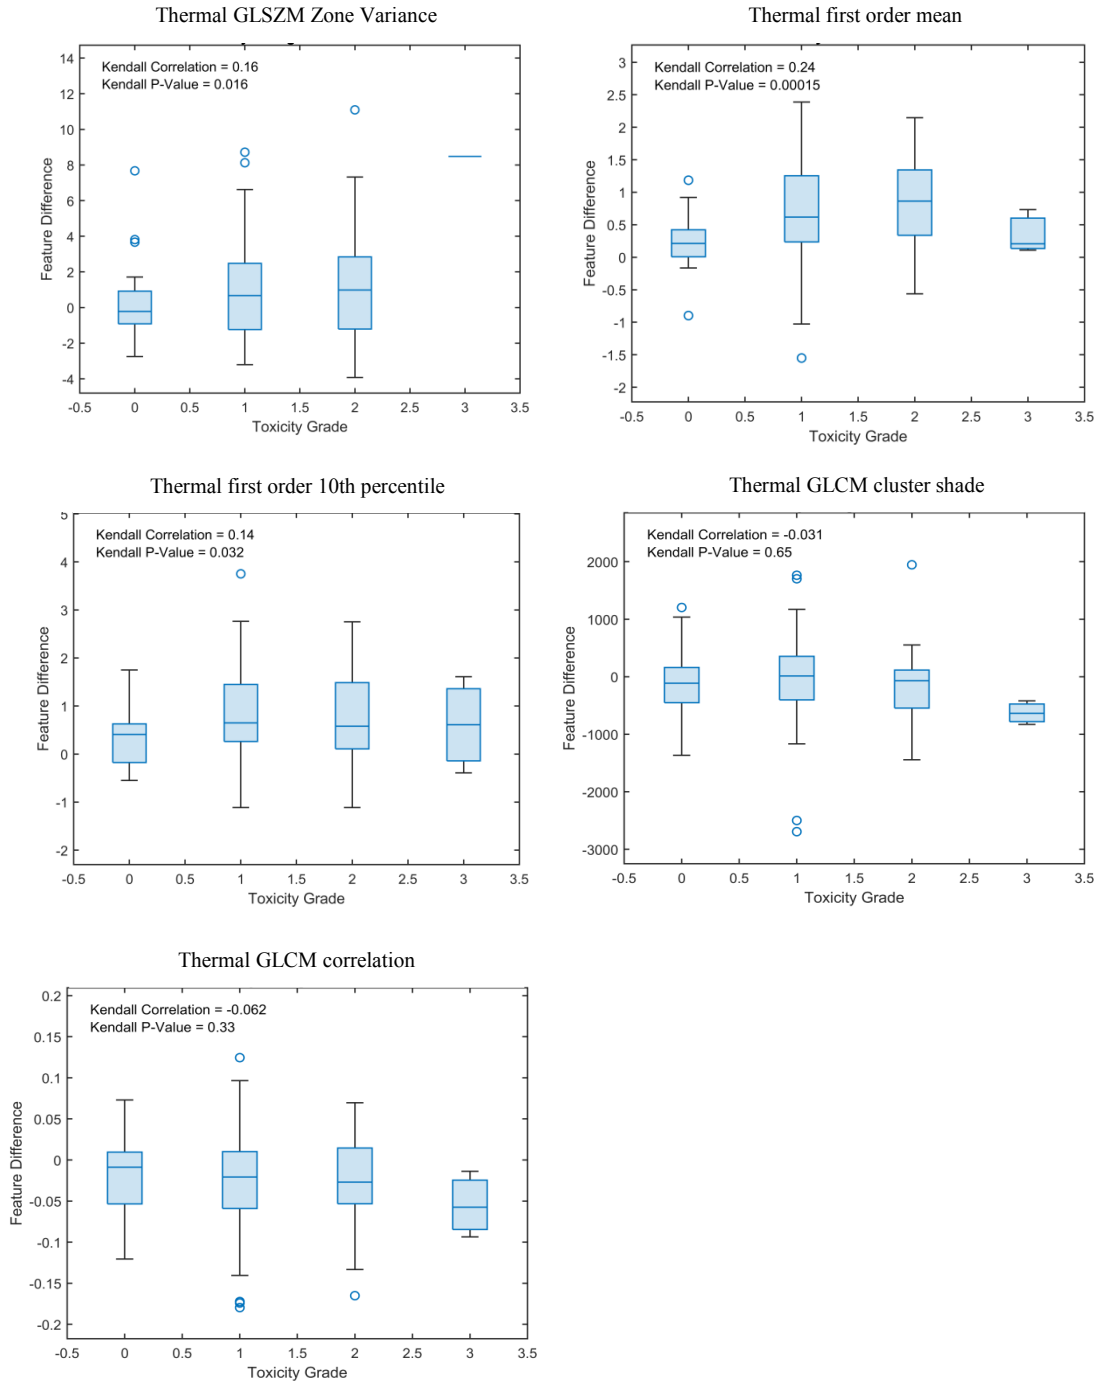 Thermal GLSZM Zone Variance
Kendall Correlation = 0.16
Kendall P-Value = 0.016
14
12
10
8
6
4
2
0
-2
-4
Feature Difference
-0.5 0 0.5 1 1.5 2 2.5 3 3.5
Toxicity Grade
Thermal first order mean
Kendall Correlation = 0.24
Kendall P-Value = 0.00015
3
2.5
2
1.5
1
0.5
0
-0.5
-1
-1.5
-2
Feature Difference
-0.5 0 0.5 1 1.5 2 2.5 3 3.5
Toxicity Grade
Thermal first order 10th percentile
Kendall Correlation = 0.14
Kendall P-Value = 0.032
5
4
3
2
1
0
-1
-2
Feature Difference
-0.5 0 0.5 1 1.5 2 2.5 3 3.5
Toxicity Grade
Thermal GLCM cluster shade
Kendall Correlation = -0.031
Kendall P-Value = 0.65
2000
1000
0
-1000
-2000
-3000
Feature Difference
-0.5 0 0.5 1 1.5 2 2.5 3 3.5
Toxicity Grade
Thermal GLCM correlation
Kendall Correlation = -0.062
Kendall P-Value = 0.33
0.2
0.15
0.1
0.05
0
-0.05
-0.1
-0.15
-0.2
Feature Difference
-0.5 0 0.5 1 1.5 2 2.5 3 3.5
Toxicity Grade